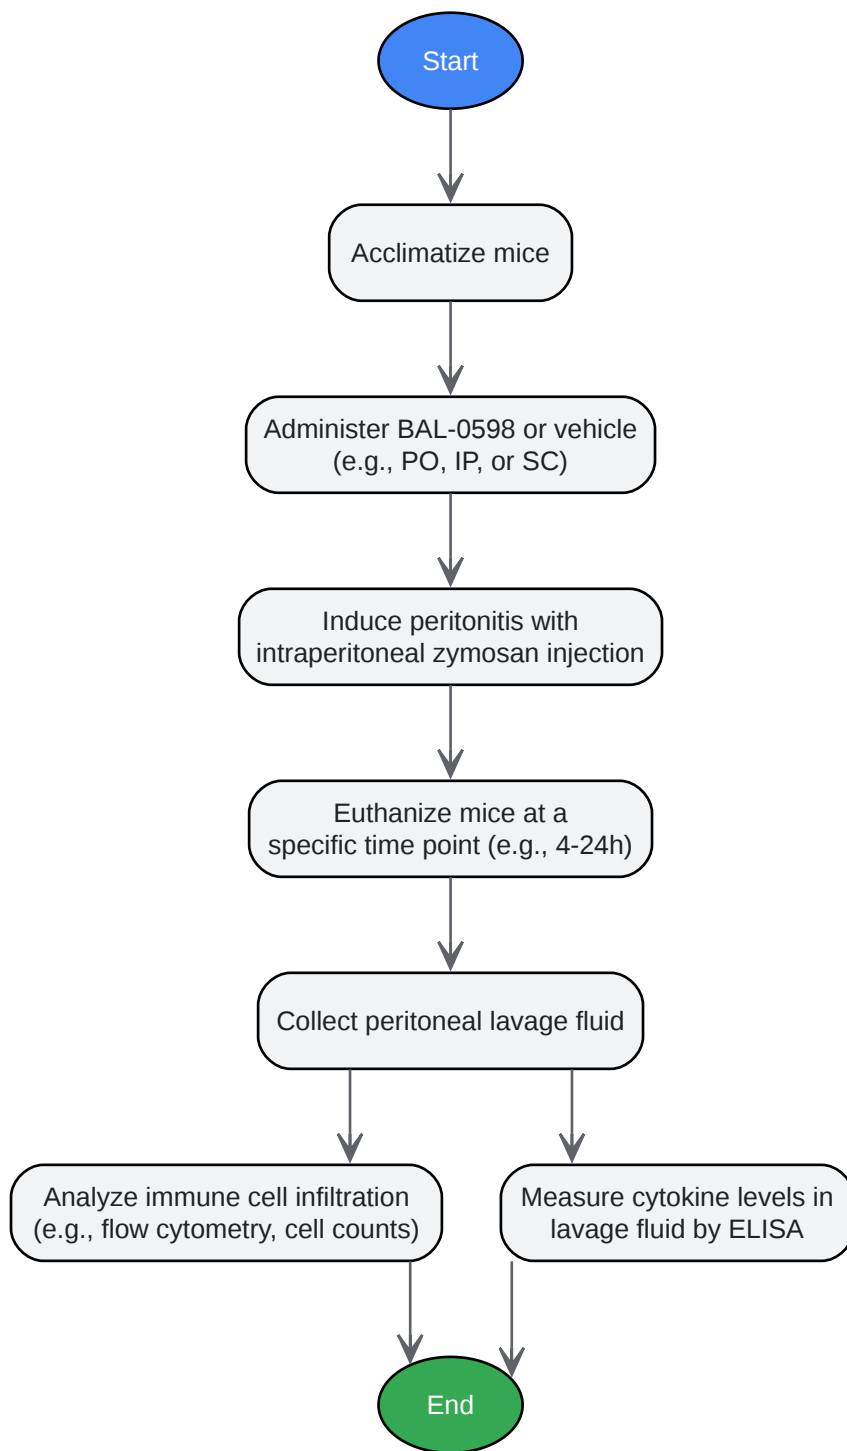 Start
Acclimatize mice
Administer BAL-0598 or vehicle
(e.g., PO, IP, or SC)
Induce peritonitis with
intraperitoneal zymosan injection
Euthanize mice at a
specific time point (e.g., 4-24h)
Collect peritoneal lavage fluid
Analyze immune cell infiltration
(e.g., flow cytometry, cell counts)
Measure cytokine levels in
lavage fluid by ELISA
End